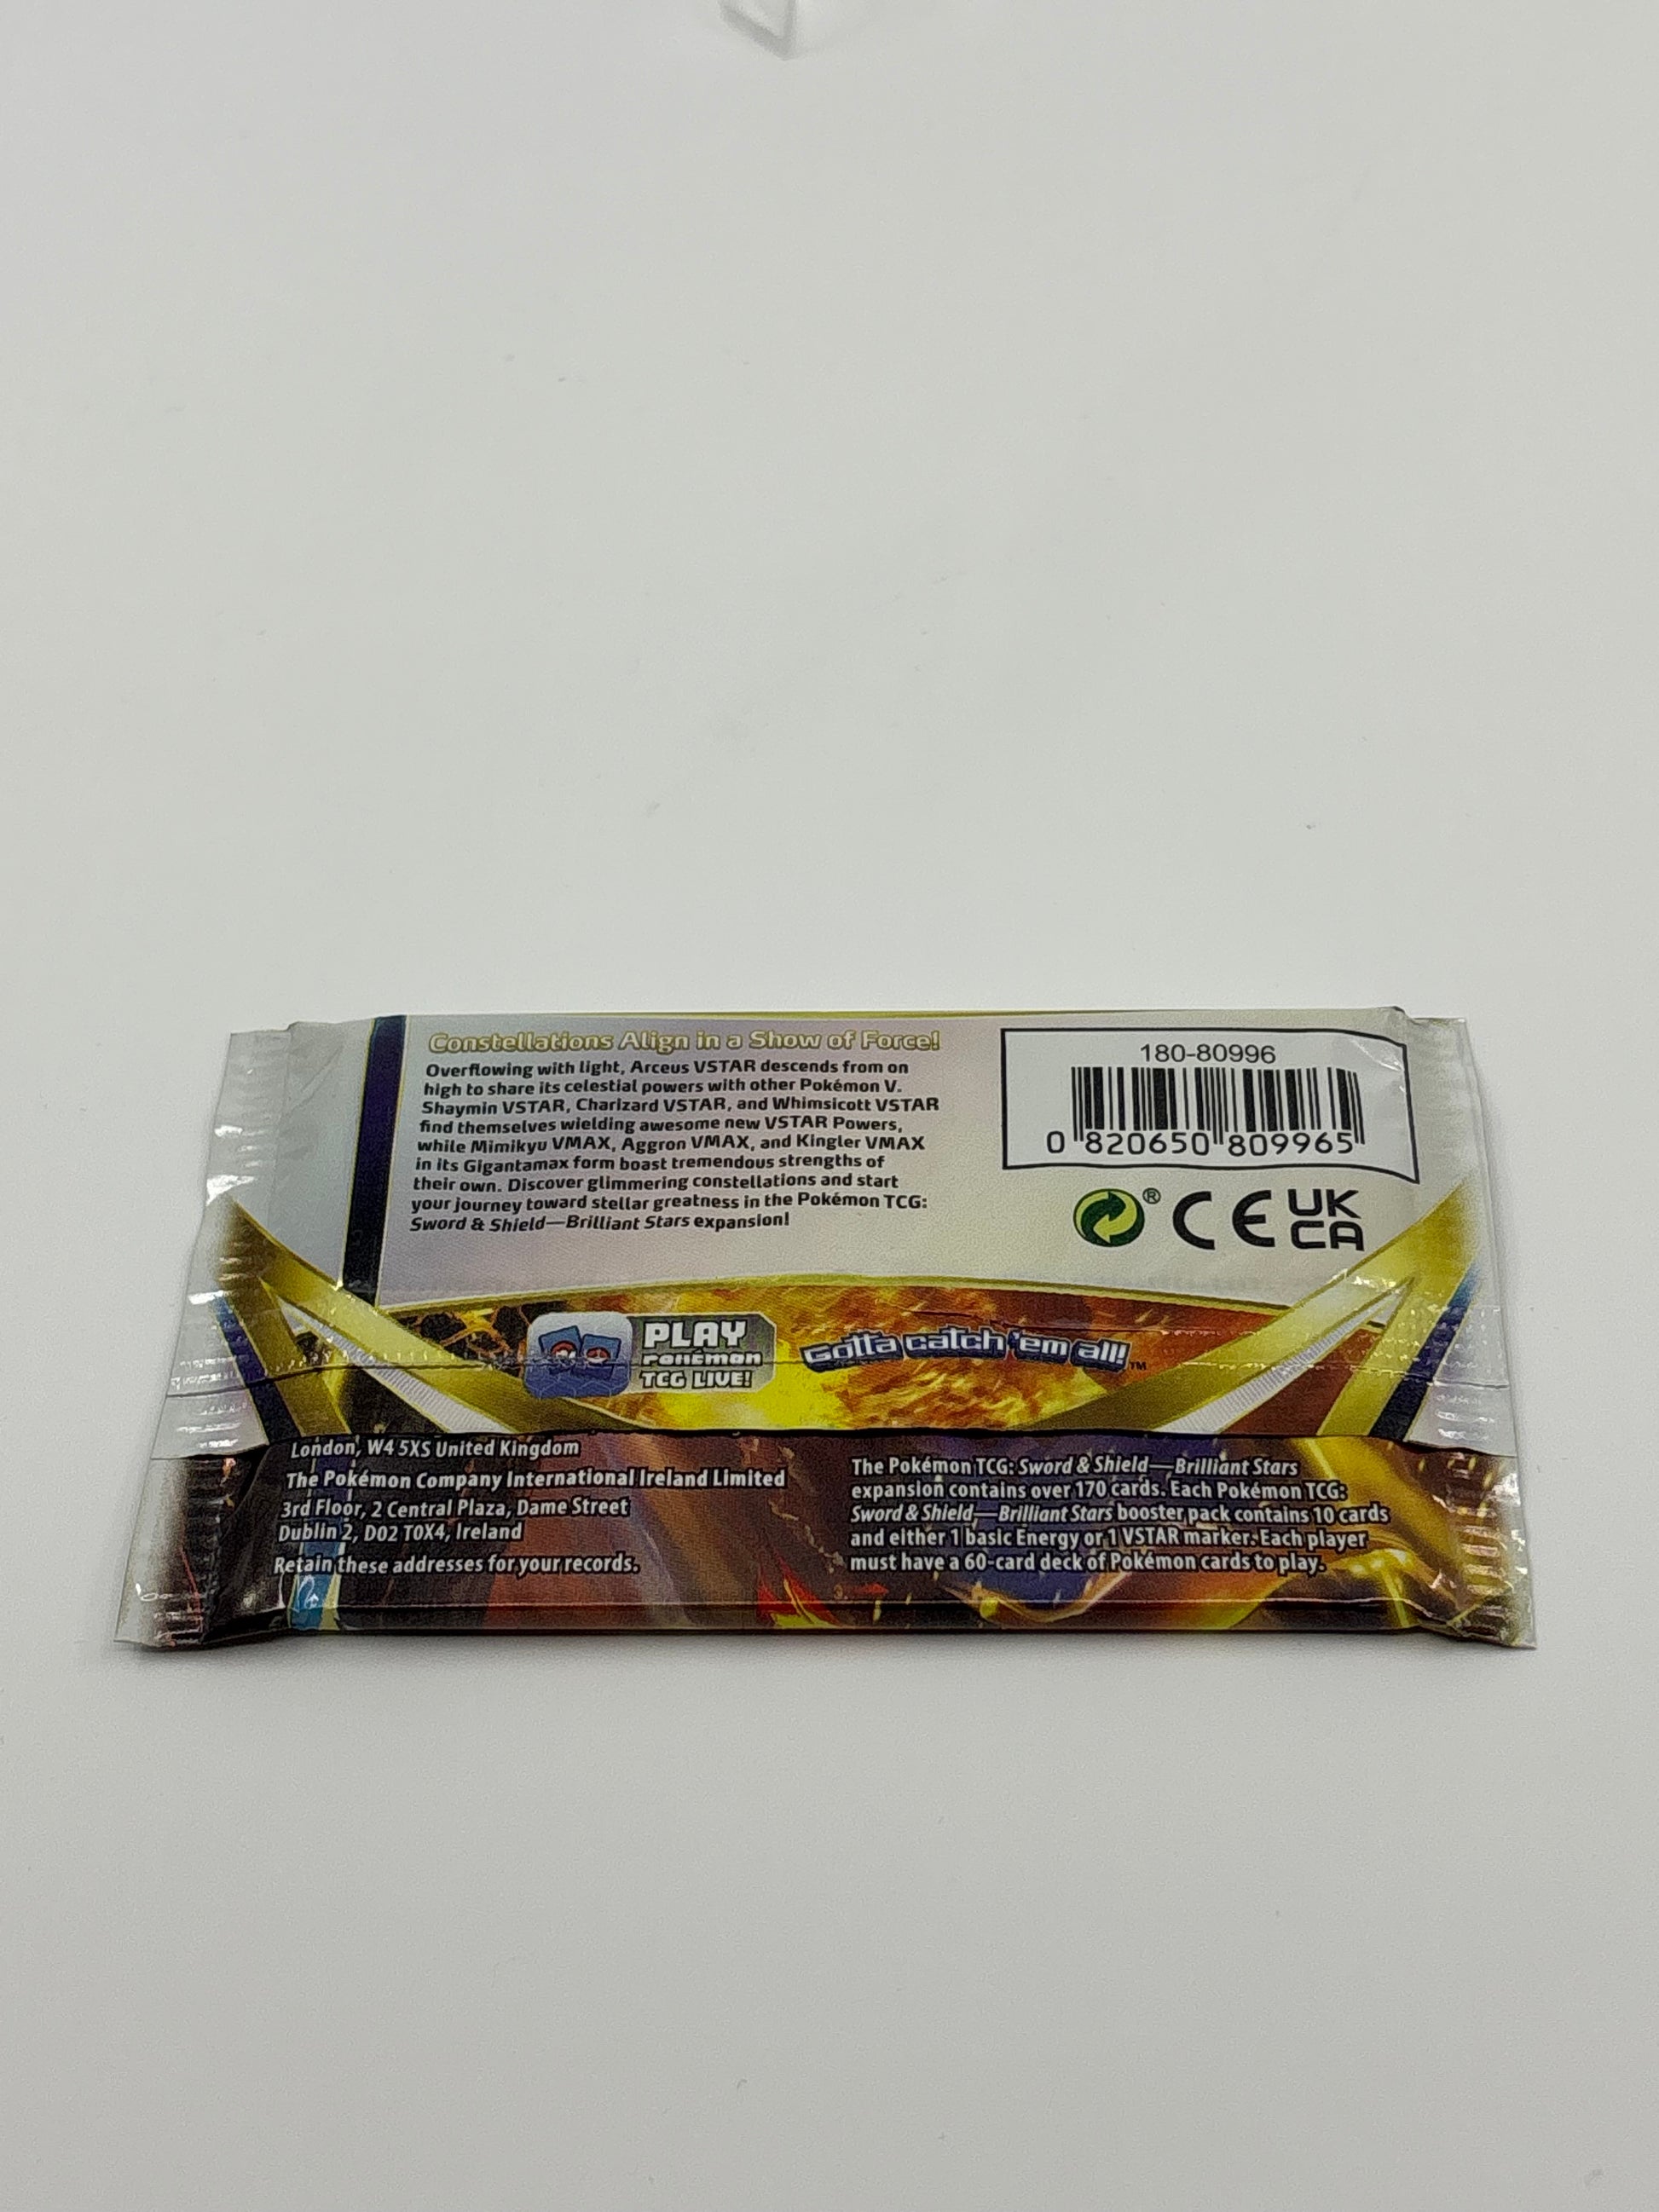 Constellations Align in a Show of Force!
Overflowing with light, Arceus VSTAR descends from on
high to share its celestial powers with other Pokémon V.
Shaymin VSTAR, Charizard VSTAR, and Whimsicott VSTAR
find themselves wielding awesome new VSTAR Powers,
while Mimikyu VMAX, Aggron VMAX, and Kingler VMAX
in its Gigantamax form boast tremendous strengths of
their own. Discover glimmering constellations and start
your journey toward stellar greatness in the Pokémon TCG:
Sword & Shield—Brilliant Stars expansion!
180-80996
0 820650 809965
® CE UK
CA
PLAY
Pokémon
TCG LIVE!
Gotta catch 'em all!™
London, W4 5XS United Kingdom
The Pokémon Company International Ireland Limited
3rd Floor, 2 Central Plaza, Dame Street
Dublin 2, D02 T0X4, Ireland
Retain these addresses for your records.
The Pokémon TCG: Sword & Shield—Brilliant Stars
expansion contains over 170 cards. Each Pokémon TCG:
Sword & Shield—Brilliant Stars booster pack contains 10 cards
and either 1 basic Energy or 1 VSTAR marker. Each player
must have a 60-card deck of Pokémon cards to play.